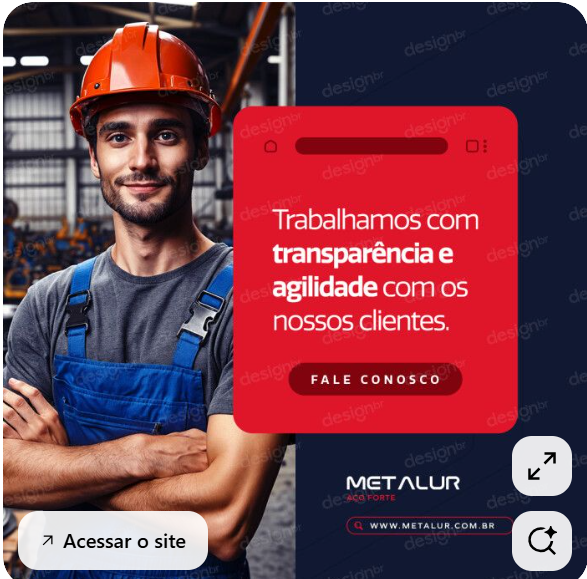 Trabalhamos com
transparência e
agilidade com os
nossos clientes.
FALE CONOSCO
METALUR
AÇO FORTE
WWW.METALUR.COM.BR
Acessar o site
designbr